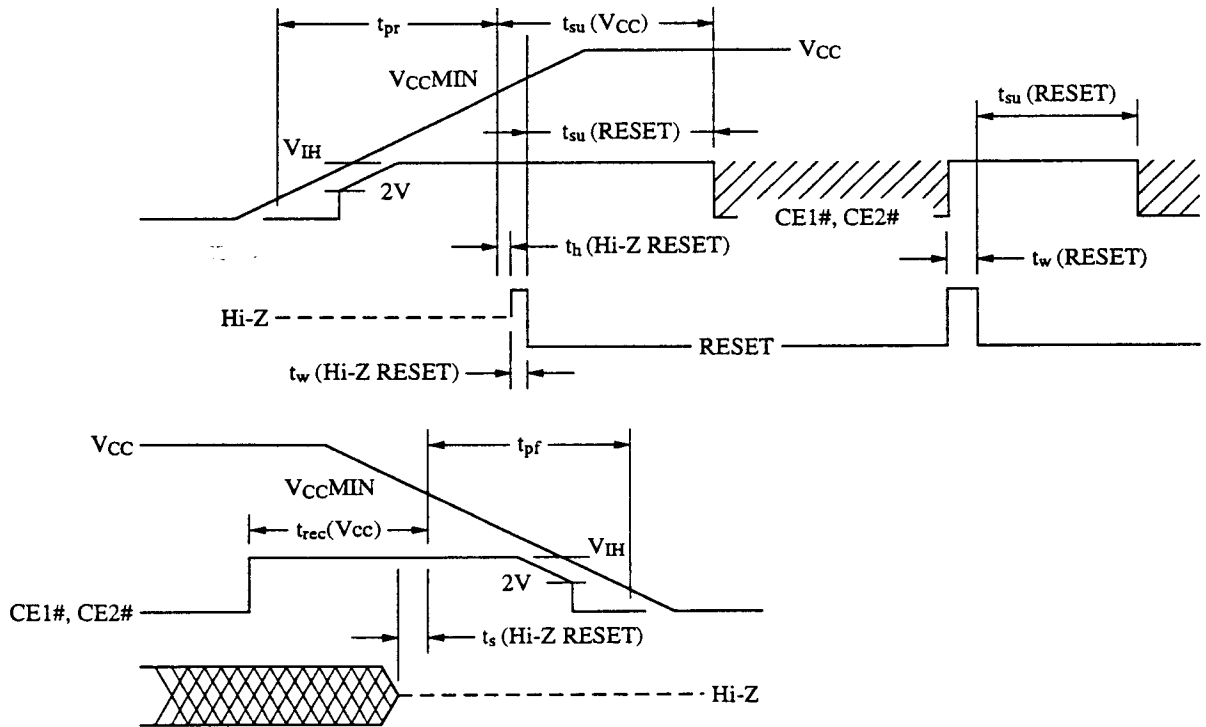 t_pr
t_su (V_CC)
V_CC
V_CCMIN
t_su (RESET)
t_su (RESET)
V_IH
2V
CE1#, CE2#
t_h (Hi-Z RESET)
t_w (RESET)
Hi-Z
RESET
t_w (Hi-Z RESET)
V_CC
t_pf
V_CCMIN
t_rec(Vcc)
V_IH
2V
CE1#, CE2#
t_s (Hi-Z RESET)
Hi-Z